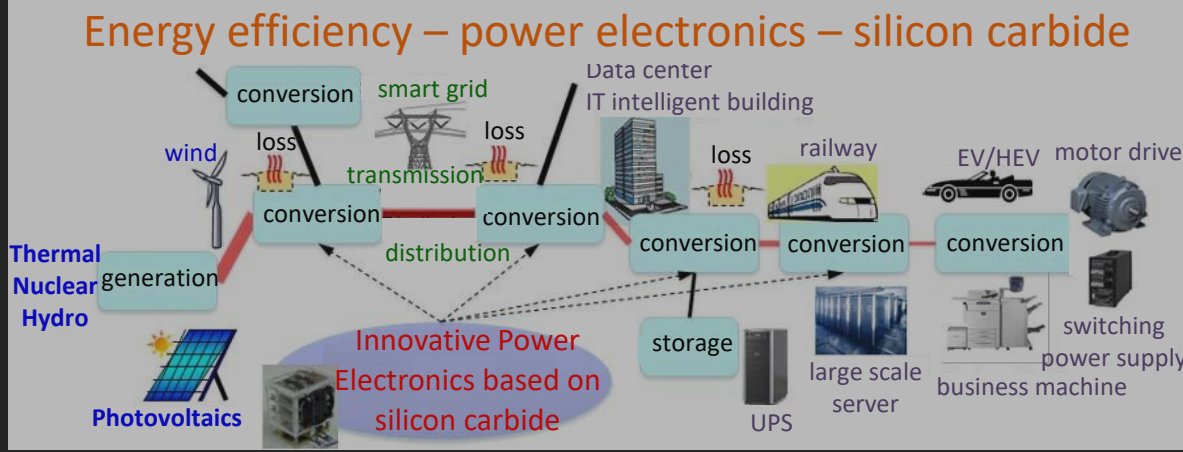 Energy efficiency – power electronics – silicon carbide
Data center
IT intelligent building
conversion
smart grid
loss
loss
wind
transmission
loss
railway
EV/HEV
motor drive
conversion
conversion
distribution
conversion
conversion
conversion
Thermal
Nuclear
Hydro
generation
Innovative Power
Electronics based on
silicon carbide
storage
large scale
server
switching
power supply
business machine
Photovoltaics
UPS